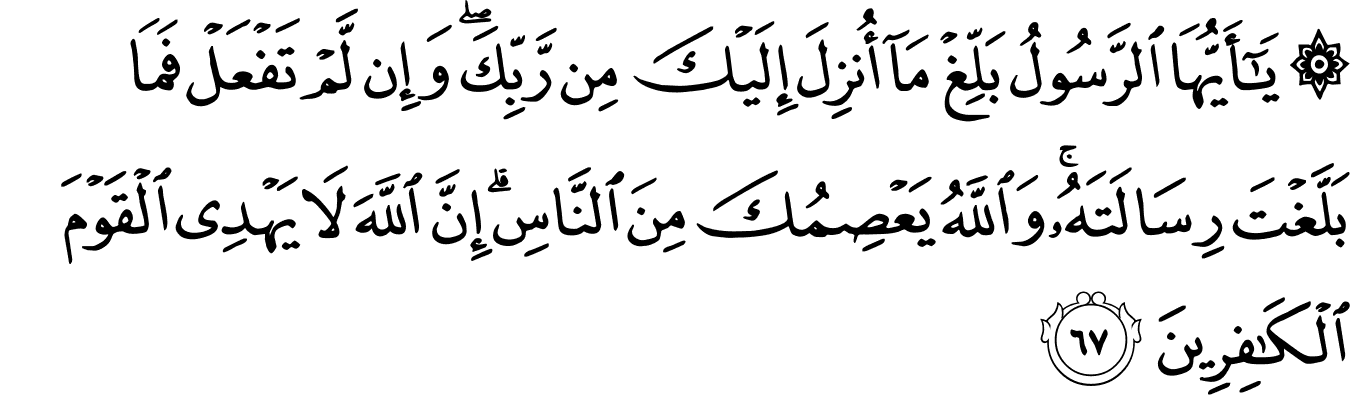 ۞ يَـٰٓأَيُّهَا ٱلرَّسُولُ بَلِّغْ مَآ أُنزِلَ إِلَيْكَ مِن رَّبِّكَ ۖ وَإِن لَّمْ تَفْعَلْ فَمَا
بَلَّغْتَ رِسَالَتَهُۥ ۚ وَٱللَّهُ يَعْصِمُكَ مِنَ ٱلنَّاسِ ۗ إِنَّ ٱللَّهَ لَا يَهْدِى ٱلْقَوْمَ
ٱلْكَـٰفِرِينَ ٦٧